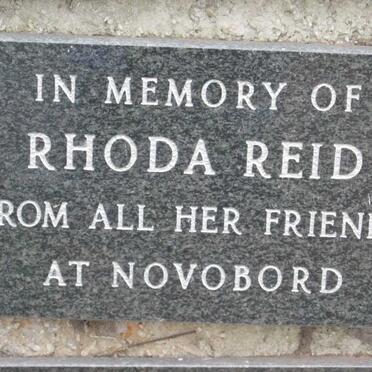 IN MEMORY OF
RHODA REID
ROM ALL HER FRIEN
AT NOVOBORD